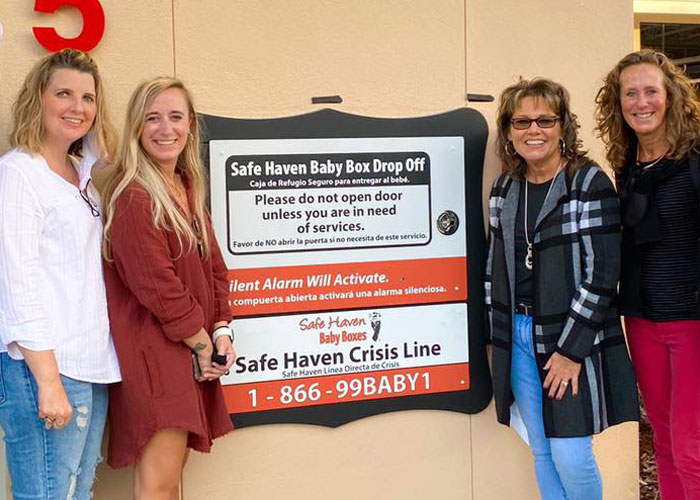 5
Safe Haven Baby Box Drop Off
Caja de Refugio Seguro para entregar al bebé.
Please do not open door
unless you are in need
of services.
Favor de NO abrir la puerta si no necesita de este servicio.
ilent Alarm Will Activate.
a compuerta abierta activará una alarma silenciosa.
Safe Haven
Baby Boxes
Safe Haven Crisis Line
Safe Haven Línea Directa de Crisis
1 - 866 - 99BABY1